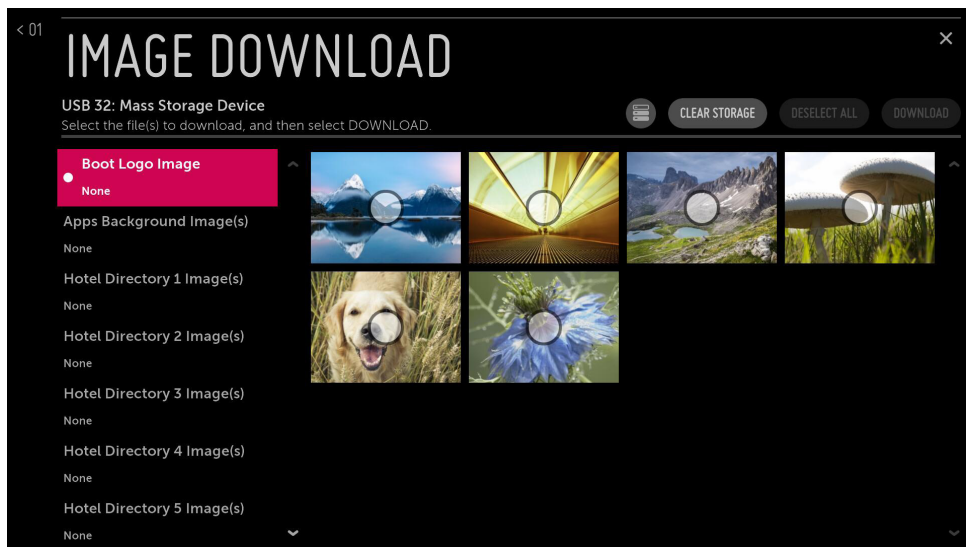 < 01
IMAGE DOWNLOAD
USB 32: Mass Storage Device
Select the file(s) to download, and then select DOWNLOAD.
CLEAR STORAGE
DESELECT ALL
DOWNLOAD
Boot Logo Image
None
Apps Background Image(s)
None
Hotel Directory 1 Image(s)
None
Hotel Directory 2 Image(s)
None
Hotel Directory 3 Image(s)
None
Hotel Directory 4 Image(s)
None
Hotel Directory 5 Image(s)
None